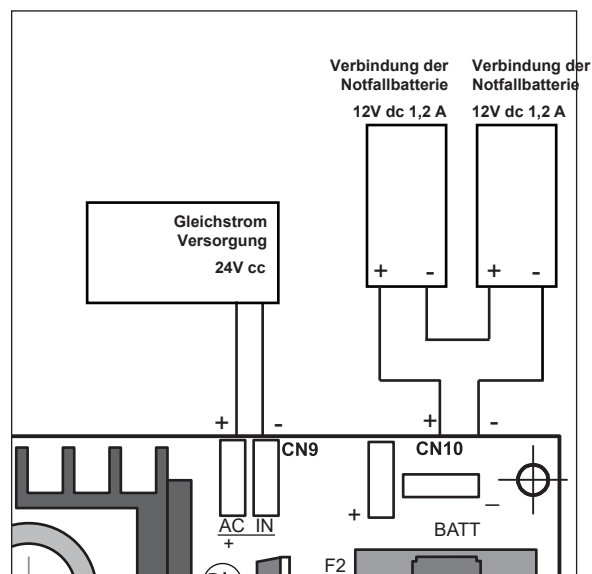 Verbindung der
Notfallbatterie
12V dc 1,2 A
Verbindung der
Notfallbatterie
12V dc 1,2 A
Gleichstrom
Versorgung
24V cc
+ - + -
+ - + -
CN9
CN10
AC IN
+
+ _
BATT
F2